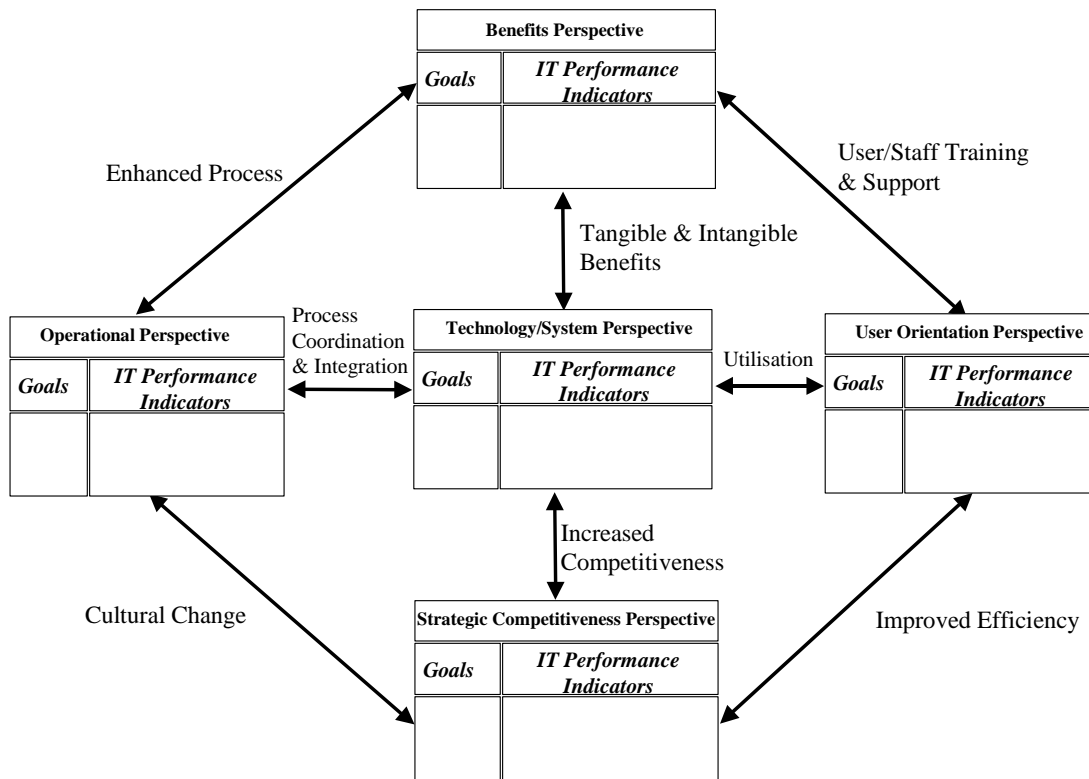 Benefits Perspective
Goals
IT Performance
Indicators
Enhanced Process
User/Staff Training
& Support
Tangible & Intangible
Benefits
Operational Perspective
Goals
IT Performance
Indicators
Process
Coordination
& Integration
Technology/System Perspective
Goals
IT Performance
Indicators
Utilisation
User Orientation Perspective
Goals
IT Performance
Indicators
Increased
Competitiveness
Cultural Change
Improved Efficiency
Strategic Competitiveness Perspective
Goals
IT Performance
Indicators